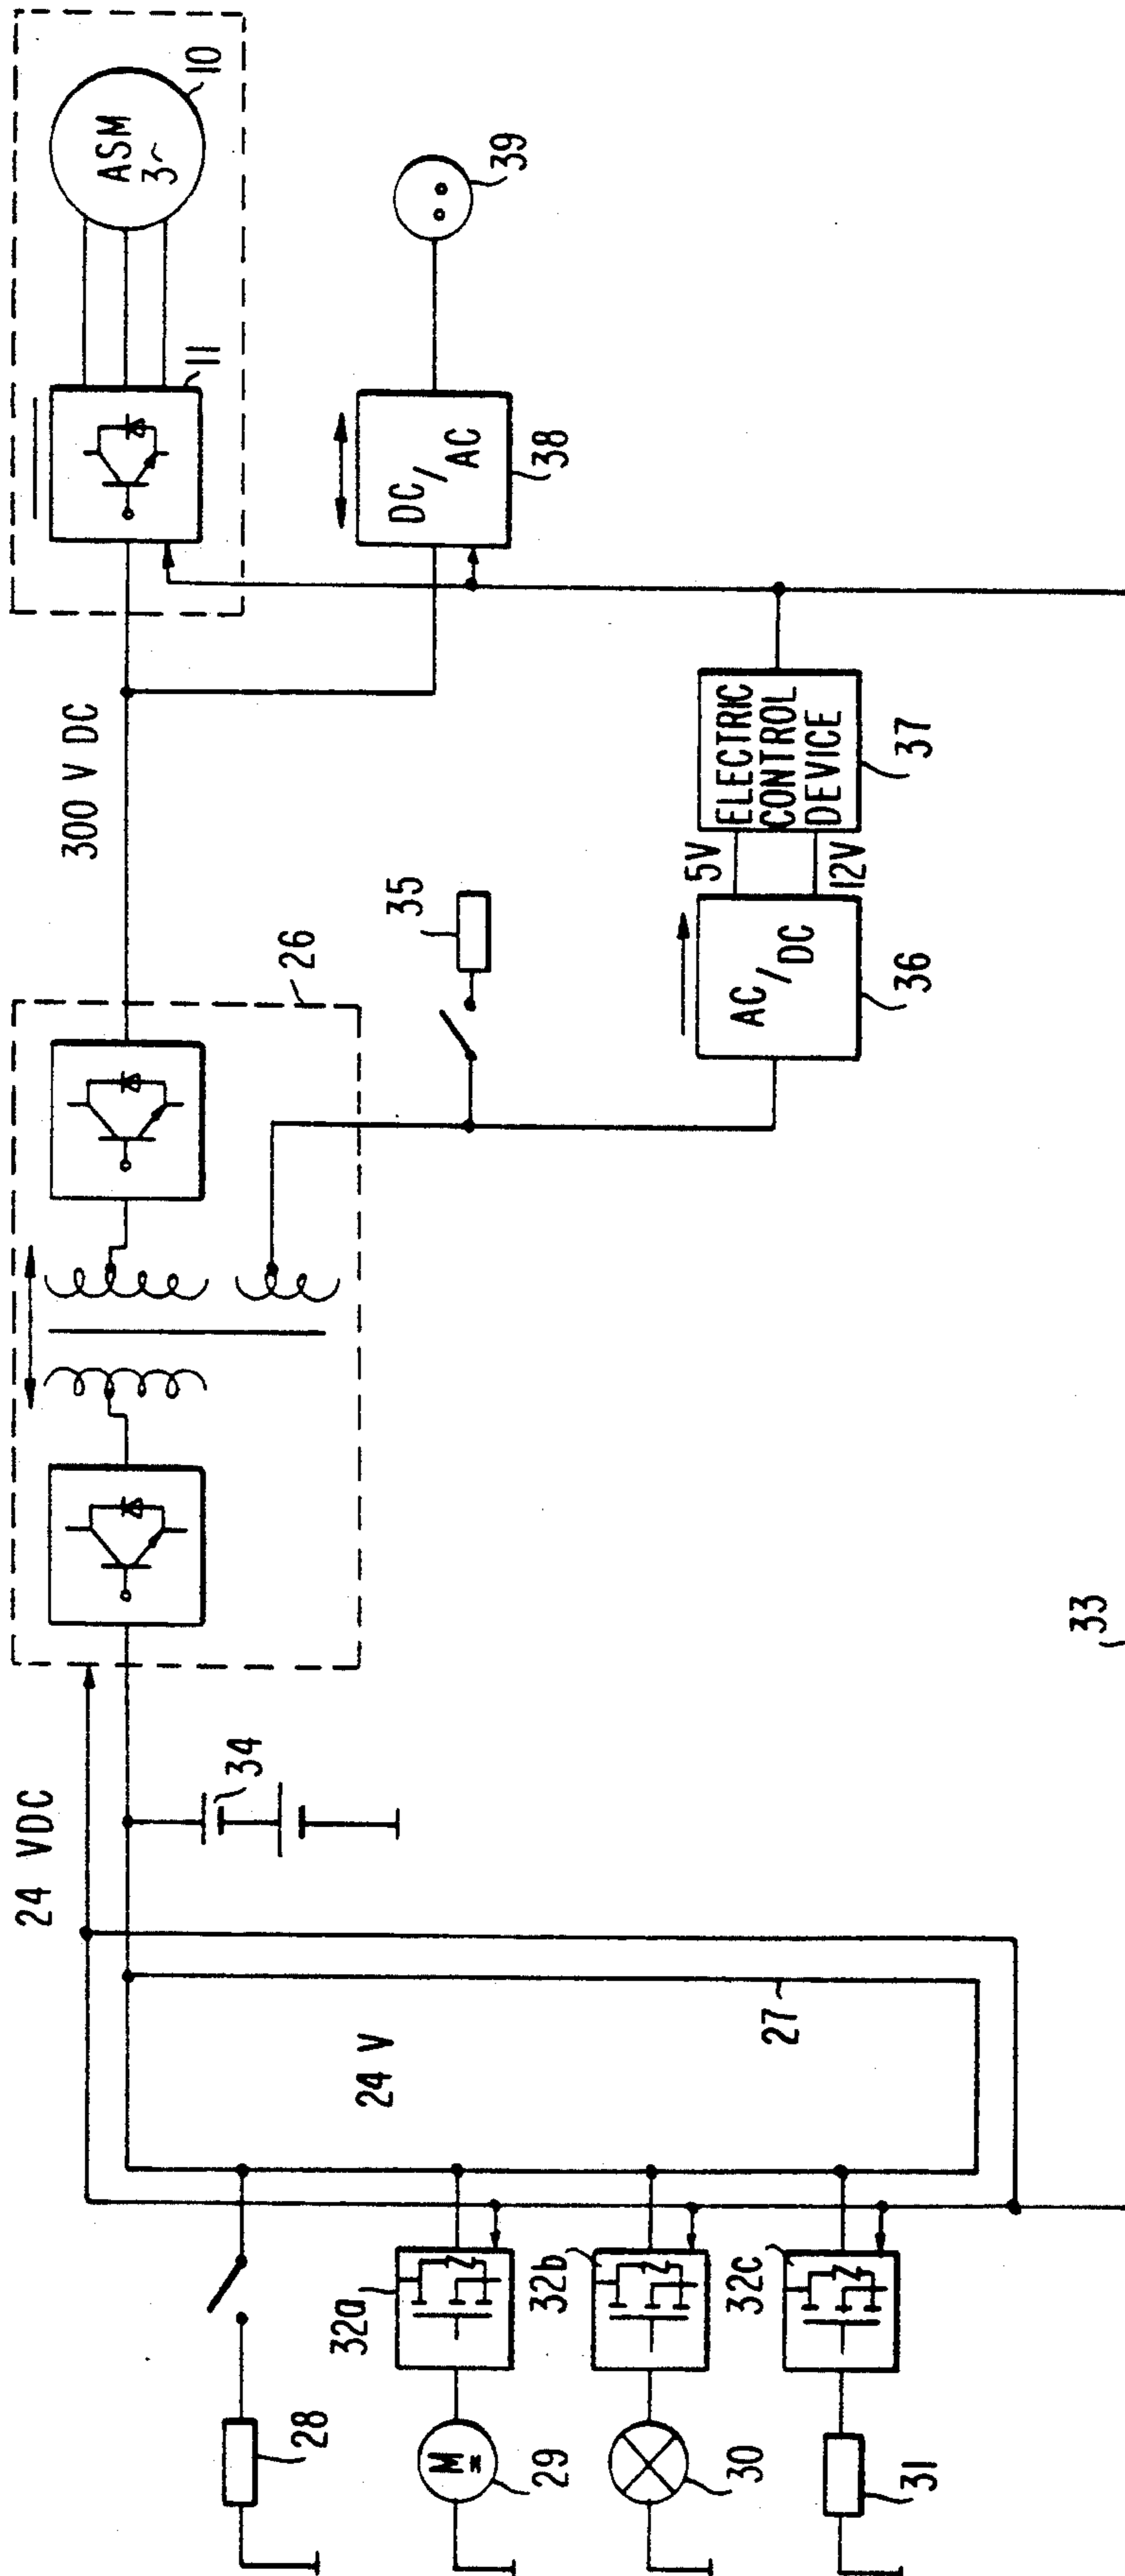 24 VDC
300 V DC
ASM
3~
10
11
26
34
24 V
27
28
32a
M
29
32b
30
32c
31
33
35
AC/DC
36
5V
12V
ELECTRIC
CONTROL
DEVICE
37
DC/AC
38
39